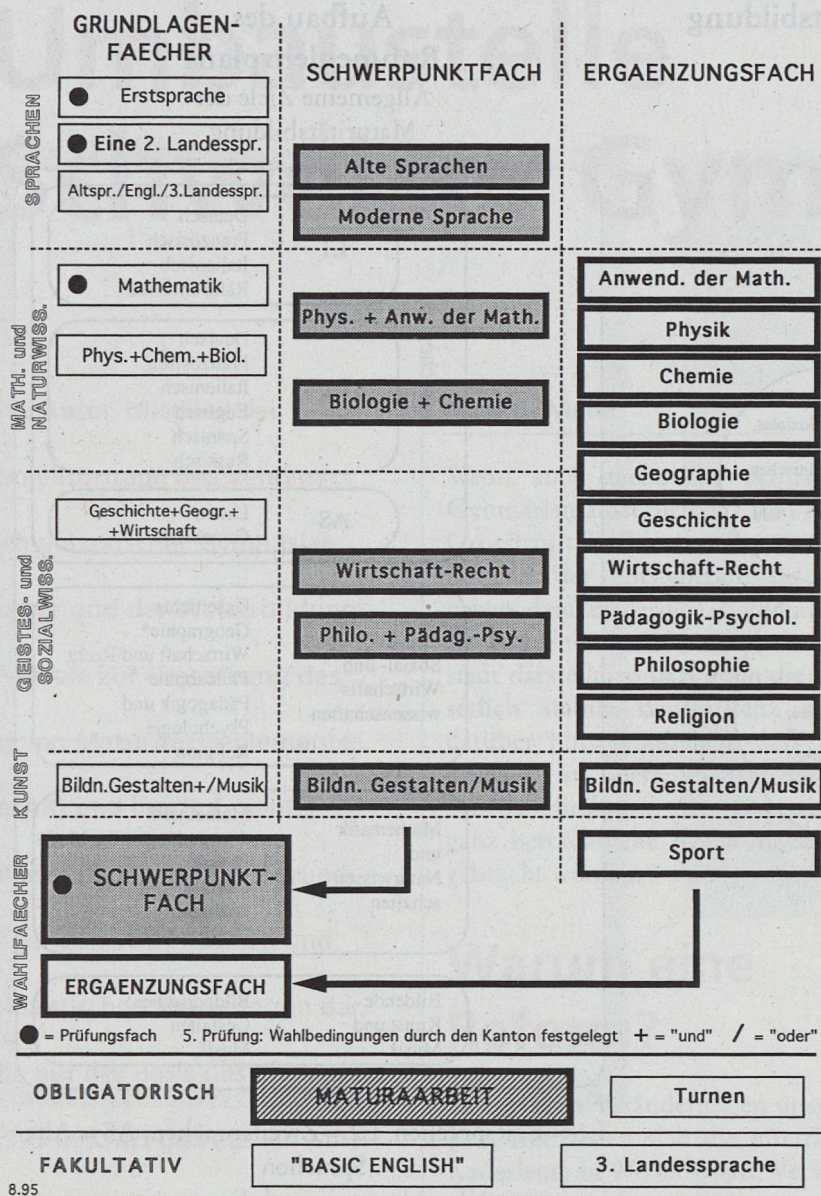 GRUNDLAGEN-
FAECHER
SCHWERPUNKTFACH
ERGAENZUNGSFACH
SPRACHEN
Erstsprache
Eine 2. Landesspr.
Altspr./Engl./3.Landesspr.
Alte Sprachen
Moderne Sprache
MATH. und
NATURWISS.
Mathematik
Phys.+Chem.+Biol.
Phys. + Anw. der Math.
Biologie + Chemie
Anwend. der Math.
Physik
Chemie
Biologie
Geographie
Geschichte
Wirtschaft-Recht
Pädagogik-Psychol.
Philosophie
Religion
GEISTES- und
SOZIALWISS.
Geschichte+Geogr.+
+Wirtschaft
Wirtschaft-Recht
Philo. + Pädag.-Psy.
KUNST
Bildn.Gestalten+/Musik
Bildn. Gestalten/Musik
Bildn. Gestalten/Musik
Sport
WAHLFAECHER
SCHWERPUNKT-
FACH
ERGAENZUNGSFACH
= Prüfungsfach 5. Prüfung: Wahlbedingungen durch den Kanton festgelegt + = "und" / = "oder"
OBLIGATORISCH
MATURAARBEIT
Turnen
FAKULTATIV
"BASIC ENGLISH"
3. Landessprache
8.95